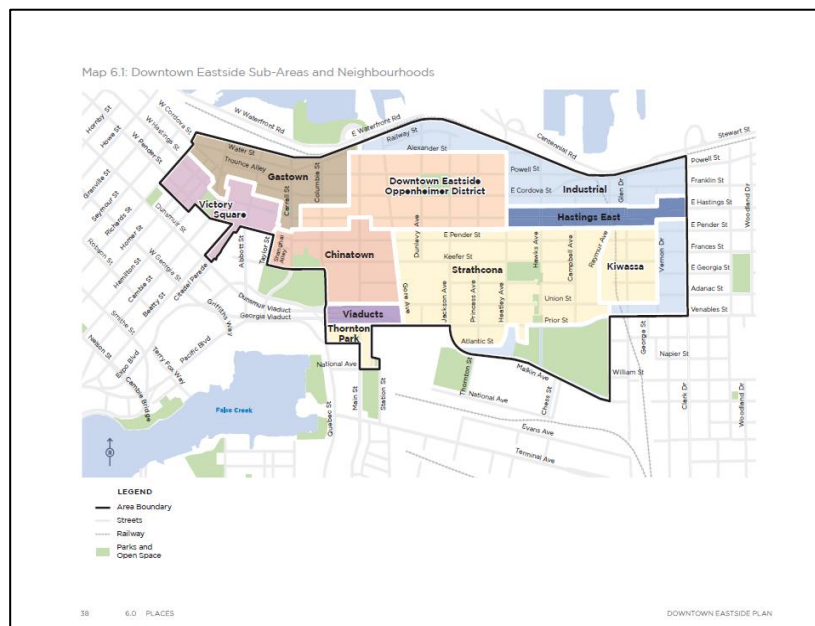 Map 6.1: Downtown Eastside Sub-Areas and Neighbourhoods
Hornby St
Howe St
Granville St
Seymour St
Richards St
Homer St
Hamilton St
Cambie St
Beatty St
Robson St
Smithe St
Nelson St
Expo Blvd
Terry Fox Way
Pacific Blvd
Cambie Bridge
W Cordova St
W Hastings St
W Pender St
Dunsmuir St
W Georgia St
Citadel Parade
Griffiths Way
Dunsmuir Viaduct
Georgia Viaduct
W Waterfront Rd
E Waterfront Rd
Railway St
Alexander St
Centennial Rd
Stewart St
Water St
Trounce Alley
Gastown
Carrall St
Columbia St
Victory
Square
Abbott St
Taylor St
Shanghai
Alley
Chinatown
Downtown Eastside
Oppenheimer District
Powell St
E Cordova St
Industrial
Glen Dr
Hastings East
E Pender St
Keefer St
Strathcona
Dunlevy Ave
Gore Ave
Jackson Ave
Princess Ave
Heatley Ave
Hawks Ave
Campbell Ave
Raymur Ave
Kiwassa
Vernon Dr
Union St
Prior St
Atlantic St
Viaducts
Thornton
Park
National Ave
Quebec St
Main St
Station St
Thornton St
Malkin Ave
Chess St
National Ave
Evans Ave
Terminal Ave
Powell St
Franklin St
E Hastings St
E Pender St
Frances St
E Georgia St
Adanac St
Venables St
Napier St
William St
George St
Clark Dr
Woodland Dr
Woodland Dr
False Creek
LEGEND
Area Boundary
Streets
Railway
Parks and
Open Space
38 6.0 PLACES DOWNTOWN EASTSIDE PLAN